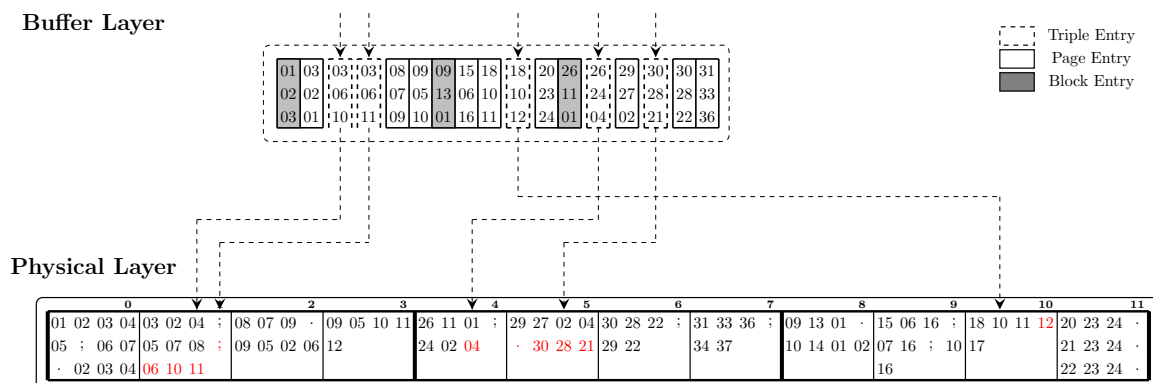 Buffer Layer
Triple Entry
Page Entry
Block Entry
01 03 03 03 08 09 09 15 18 18 20 26 26 29 30 30 31
02 02 06 06 07 05 13 06 10 10 23 11 24 27 28 28 33
03 01 10 11 09 10 01 16 11 12 24 01 04 02 21 22 36
Physical Layer
0 1 2 3 4 5 6 7 8 9 10 11
01 02 03 04 03 02 04 ; 08 07 09 · 09 05 10 11 26 11 01 ; 29 27 02 04 30 28 22 ; 31 33 36 ; 09 13 01 · 15 06 16 ; 18 10 11 12 20 23 24 ·
05 ; 06 07 05 07 08 ; 09 05 02 06 12 24 02 04 · 30 28 21 29 22 34 37 10 14 01 02 07 16 ; 10 17 21 23 24 ·
· 02 03 04 06 10 11 16 22 23 24 ·